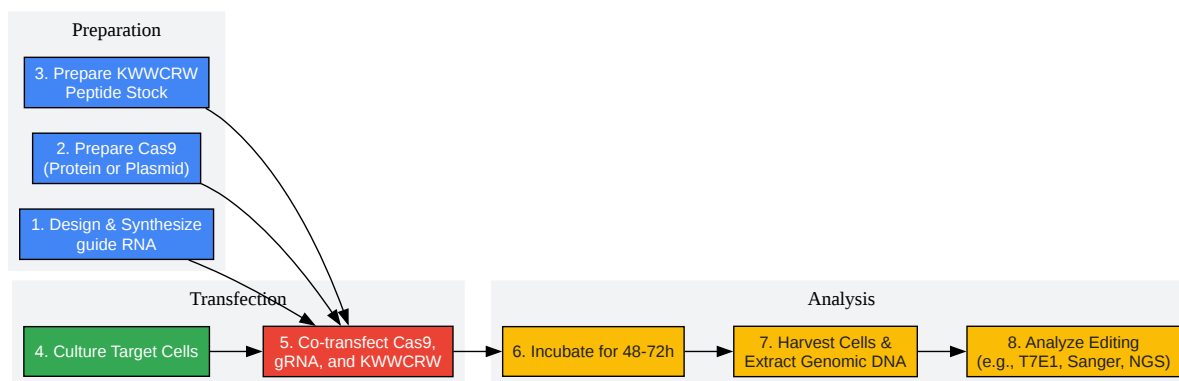 Preparation
3. Prepare KWWCRW
Peptide Stock
2. Prepare Cas9
(Protein or Plasmid)
1. Design & Synthesize
guide RNA
Transfection
4. Culture Target Cells
5. Co-transfect Cas9,
gRNA, and KWWCRW
Analysis
6. Incubate for 48-72h
7. Harvest Cells &
Extract Genomic DNA
8. Analyze Editing
(e.g., T7E1, Sanger, NGS)